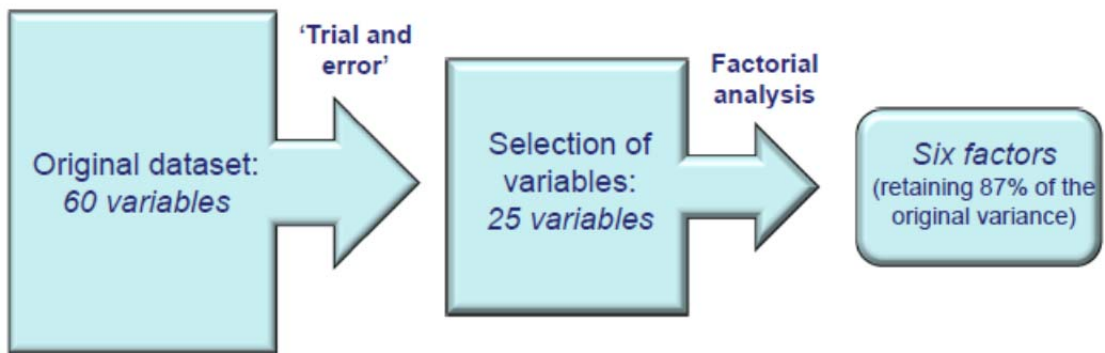 Original dataset:
60 variables
‘Trial and
error’
Selection of
variables:
25 variables
Factorial
analysis
Six factors
(retaining 87% of the
original variance)